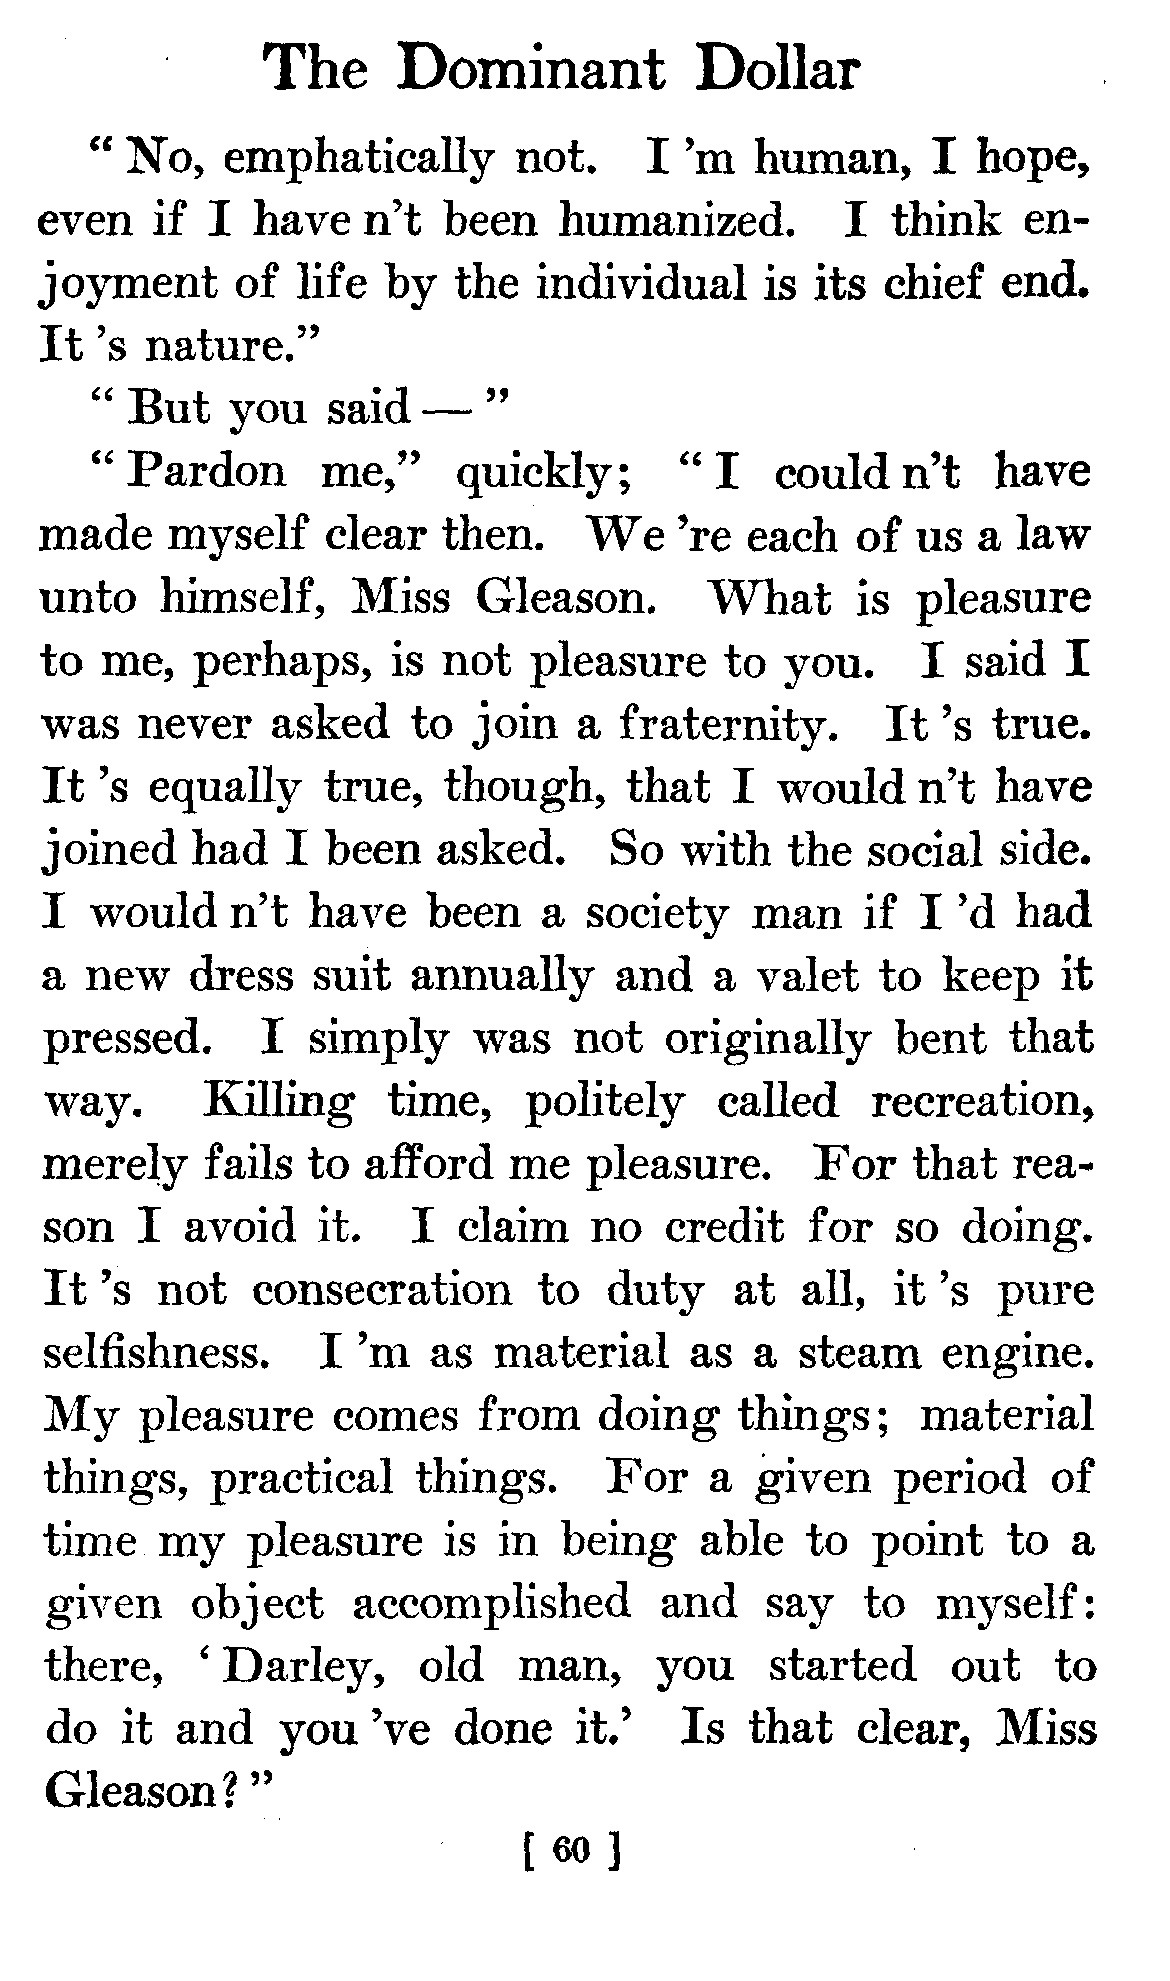 The Dominant Dollar
“ No, emphatically not. I ’m human, I hope,
even if I have n’t been humanized. I think en-
joyment of life by the individual is its chief end.
It ’s nature.”
“ But you said — ”
“ Pardon me,” quickly; “ I could n’t have
made myself clear then. We ’re each of us a law
unto himself, Miss Gleason. What is pleasure
to me, perhaps, is not pleasure to you. I said I
was never asked to join a fraternity. It ’s true.
It ’s equally true, though, that I would n’t have
joined had I been asked. So with the social side.
I would n’t have been a society man if I ’d had
a new dress suit annually and a valet to keep it
pressed. I simply was not originally bent that
way. Killing time, politely called recreation,
merely fails to afford me pleasure. For that rea-
son I avoid it. I claim no credit for so doing.
It ’s not consecration to duty at all, it ’s pure
selfishness. I ’m as material as a steam engine.
My pleasure comes from doing things; material
things, practical things. For a given period of
time my pleasure is in being able to point to a
given object accomplished and say to myself:
there, ‘ Darley, old man, you started out to
do it and you ’ve done it.’ Is that clear, Miss
Gleason? ”
[ 60 ]